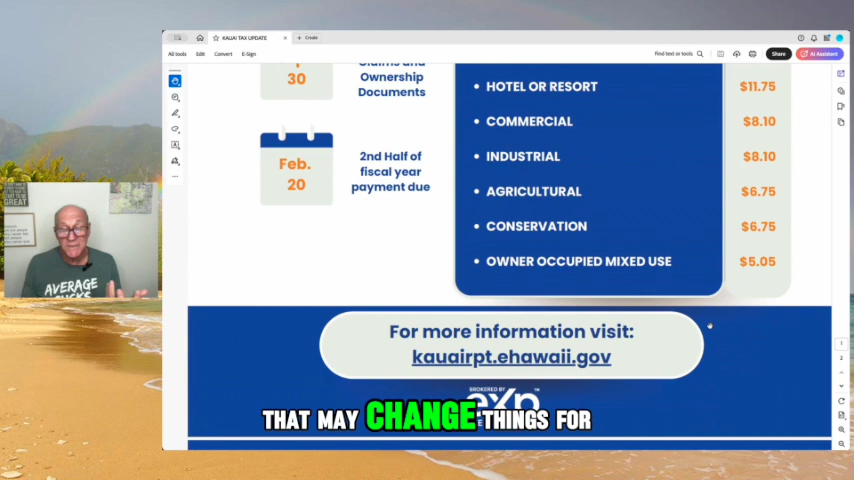 KAUAI TAX UPDATE
Create
All tools Edit Convert E-Sign
Find text or tools
Share
AI Assistant
30
Claims and
Ownership
Documents
Feb.
20
2nd Half of
fiscal year
payment due
• HOTEL OR RESORT $11.75
• COMMERCIAL $8.10
• INDUSTRIAL $8.10
• AGRICULTURAL $6.75
• CONSERVATION $6.75
• OWNER OCCUPIED MIXED USE $5.05
For more information visit:
kauairpt.ehawaii.gov
BROKERED BY
exp
THAT MAY CHANGE THINGS FOR
GREAT
AVERAGE
1
2